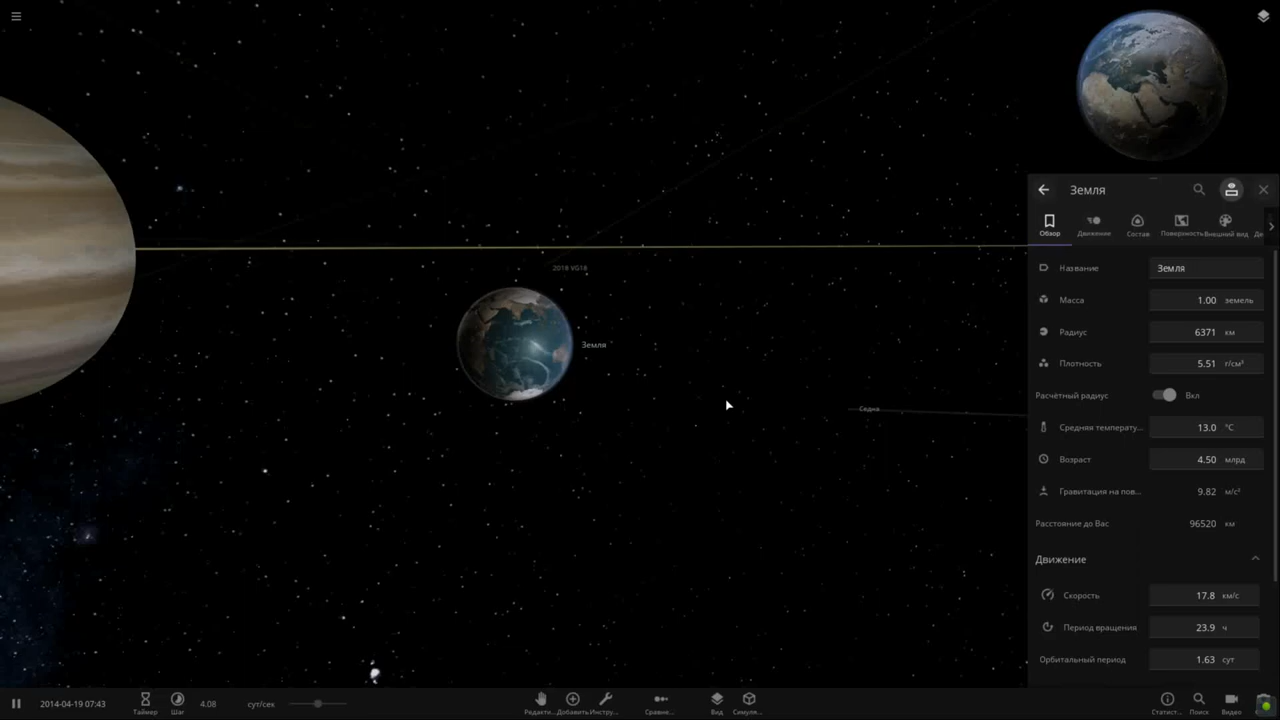 Земля
Обзор
Движение
Состав
Поверхность
Внешний вид
Де
2018 VG18
Название
Земля
Масса
1.00 земель
Радиус
6371 км
Земля
Плотность
5.51 г/см³
Расчётный радиус
Вкл
Седна
Средняя температу...
13.0 °C
Возраст
4.50 млрд
Гравитация на пов...
9.82 м/с²
Расстояние до Вас
96520 км
Движение
Скорость
17.8 км/с
Период вращения
23.9 ч
Орбитальный период
1.63 сут
2014-04-19 07:43
Таймер
Шаг
4.08
сут/сек
Редакти...
Добавить
Инстру...
Сравне...
Вид
Симуля...
Статист...
Поиск
Видео